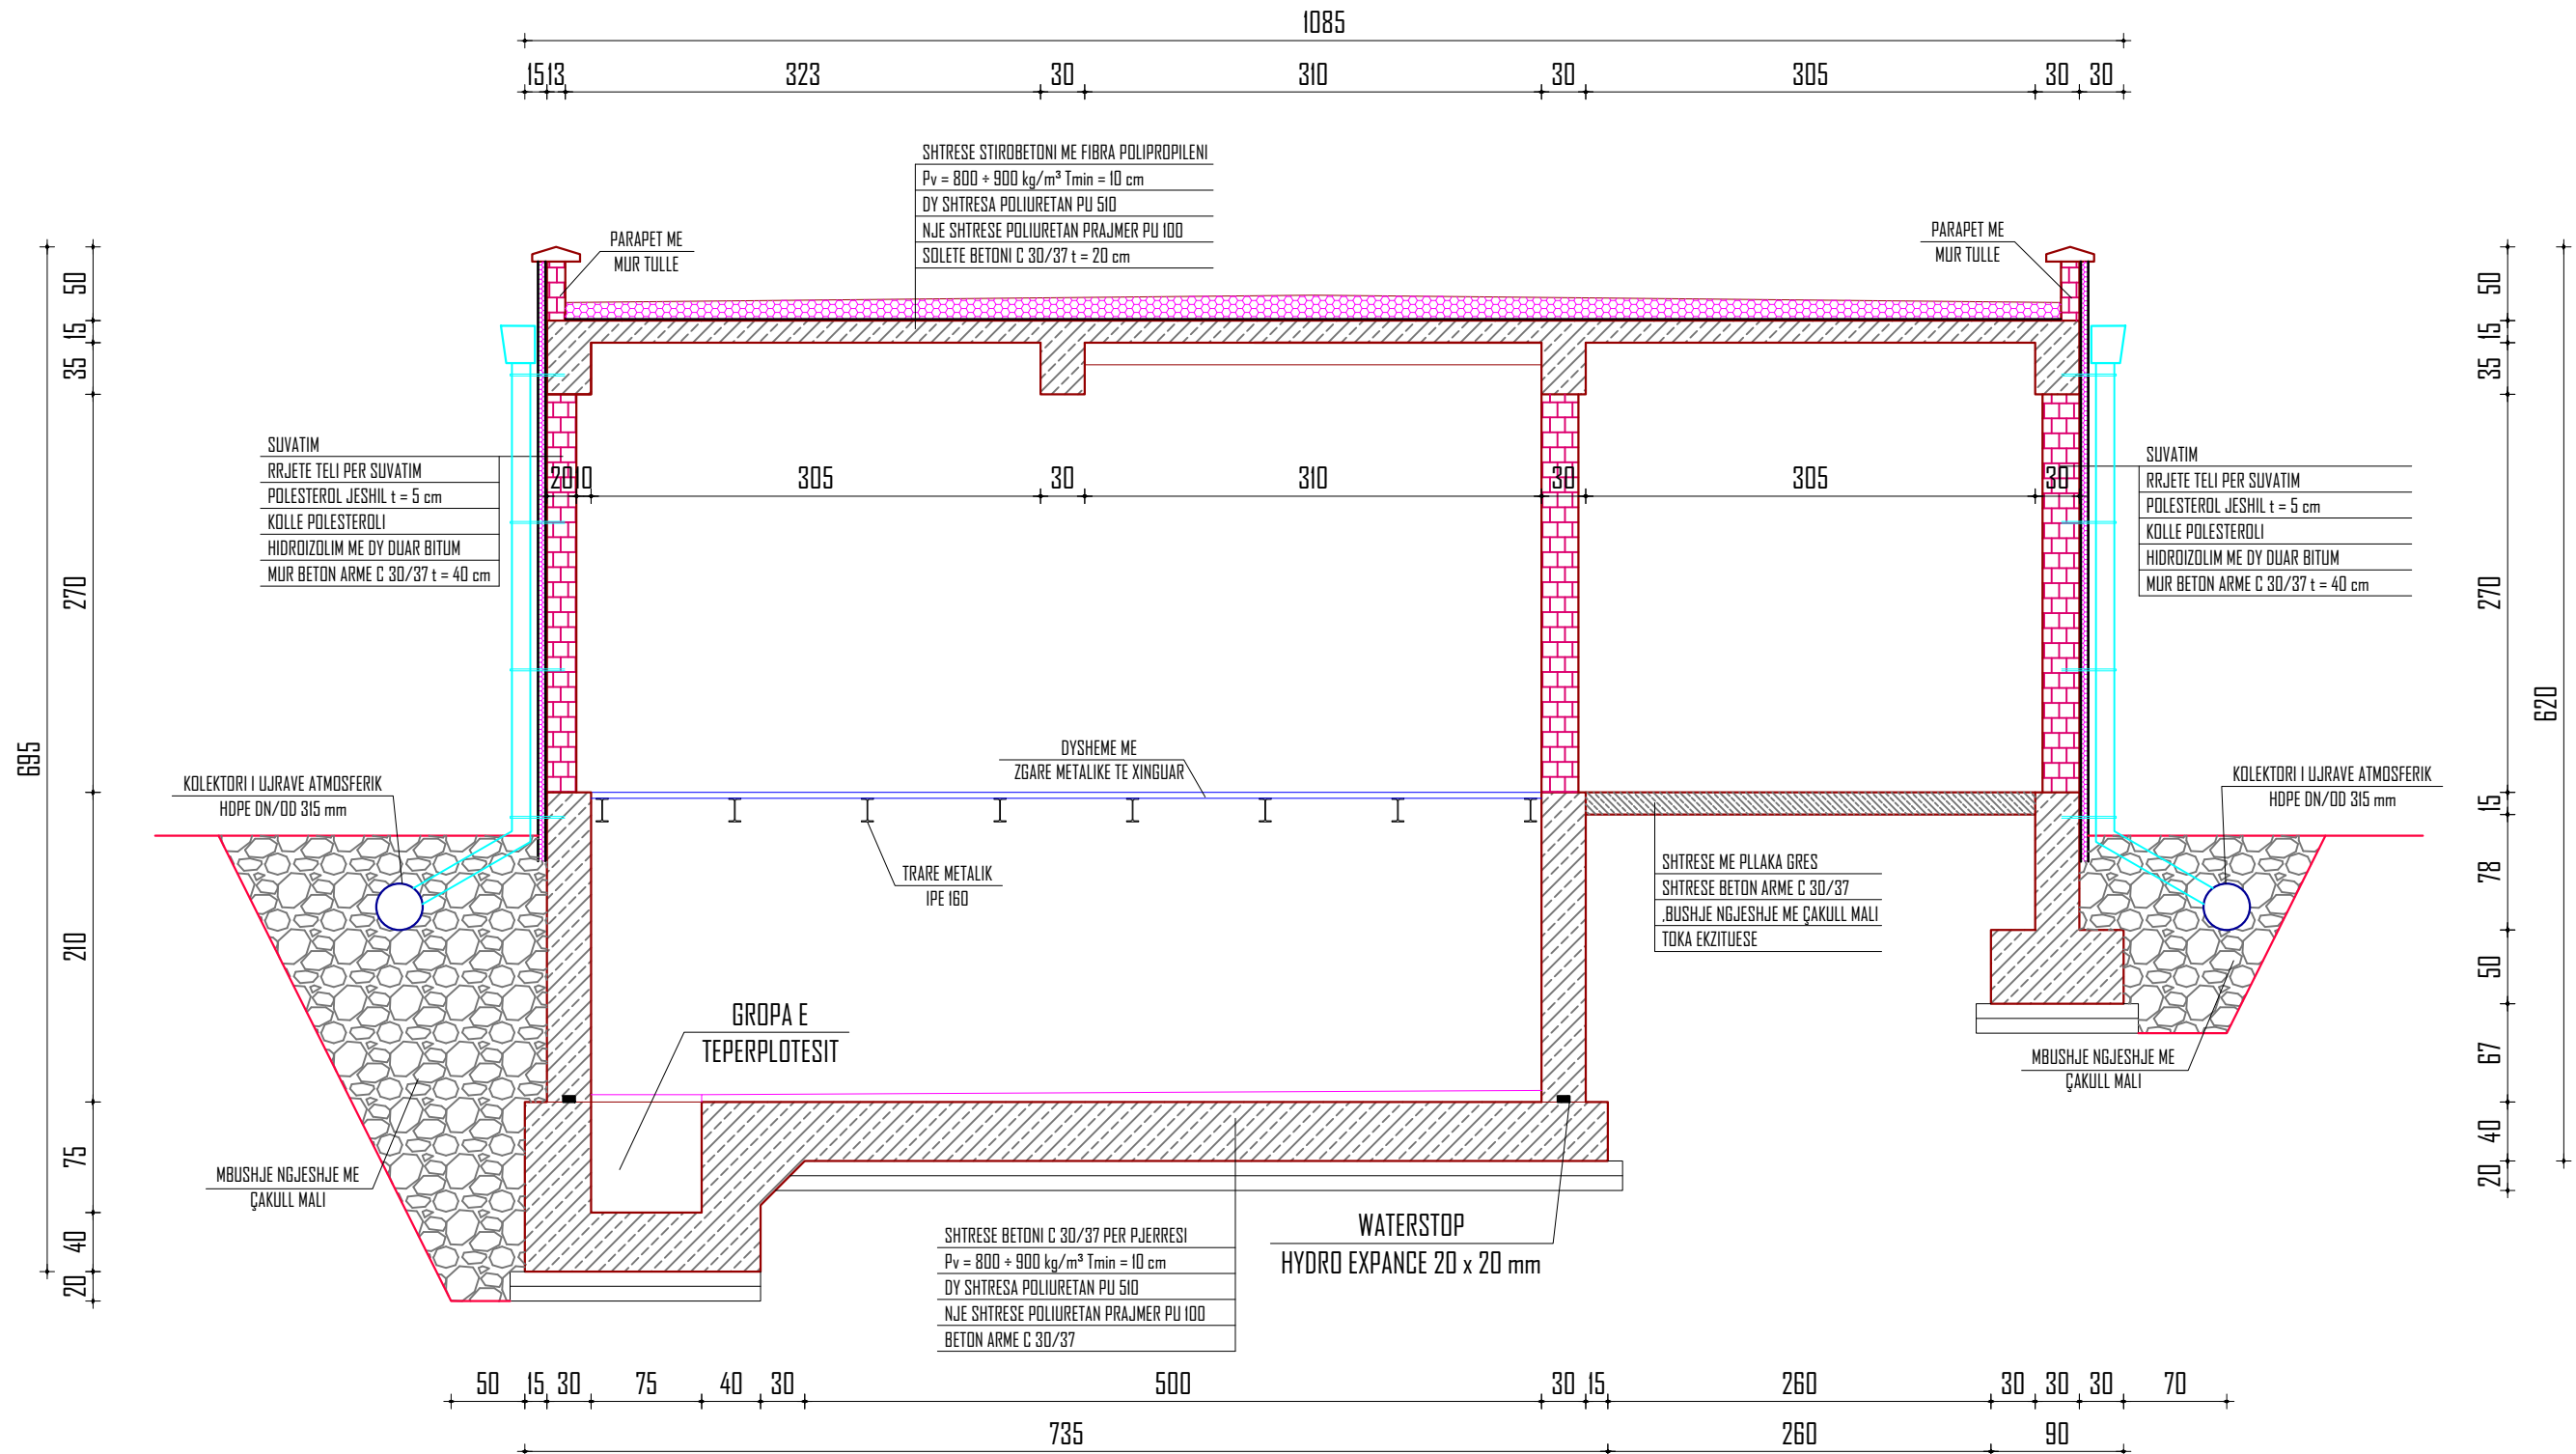 1085
15 13 323 30 310 30 305 30 30
SHTRESE STIROBETONI ME FIBRA POLIPROPILENI
Pv = 800 ÷ 900 kg/m³ Tmin = 10 cm
DY SHTRESA POLIURETAN PU 510
NJE SHTRESE POLIURETAN PRAJMER PU 100
SOLETE BETONI C 30/37 t = 20 cm
PARAPET ME
MUR TULLE
PARAPET ME
MUR TULLE
50
15
35
270
210
75
40
20
695
50
15
35
270
15
78
50
67
40
20
620
SUVATIM
RRJETE TELI PER SUVATIM
POLESTEROL JESHIL t = 5 cm
KOLLE POLESTEROLI
HIDROIZOLIM ME DY DUAR BITUM
MUR BETON ARME C 30/37 t = 40 cm
20 10 305 30 310 30 305 30
SUVATIM
RRJETE TELI PER SUVATIM
POLESTEROL JESHIL t = 5 cm
KOLLE POLESTEROLI
HIDROIZOLIM ME DY DUAR BITUM
MUR BETON ARME C 30/37 t = 40 cm
DYSHEME ME
ZGARE METALIKE TE XINGUAR
KOLEKTORI I UJRAVE ATMOSFERIK
HDPE DN/OD 315 mm
KOLEKTORI I UJRAVE ATMOSFERIK
HDPE DN/OD 315 mm
TRARE METALIK
IPE 160
SHTRESE ME PLLAKA GRES
SHTRESE BETON ARME C 30/37
,BUSHJE NGJESHJE ME ÇAKULL MALI
TOKA EKZITUESE
GROPA E
TEPERPLOTESIT
MBUSHJE NGJESHJE ME
ÇAKULL MALI
MBUSHJE NGJESHJE ME
ÇAKULL MALI
WATERSTOP
HYDRO EXPANCE 20 x 20 mm
SHTRESE BETONI C 30/37 PER PJERRESI
Pv = 800 ÷ 900 kg/m³ Tmin = 10 cm
DY SHTRESA POLIURETAN PU 510
NJE SHTRESE POLIURETAN PRAJMER PU 100
BETON ARME C 30/37
50 15 30 75 40 30 500 30 15 260 30 30 30 70
735 260 90